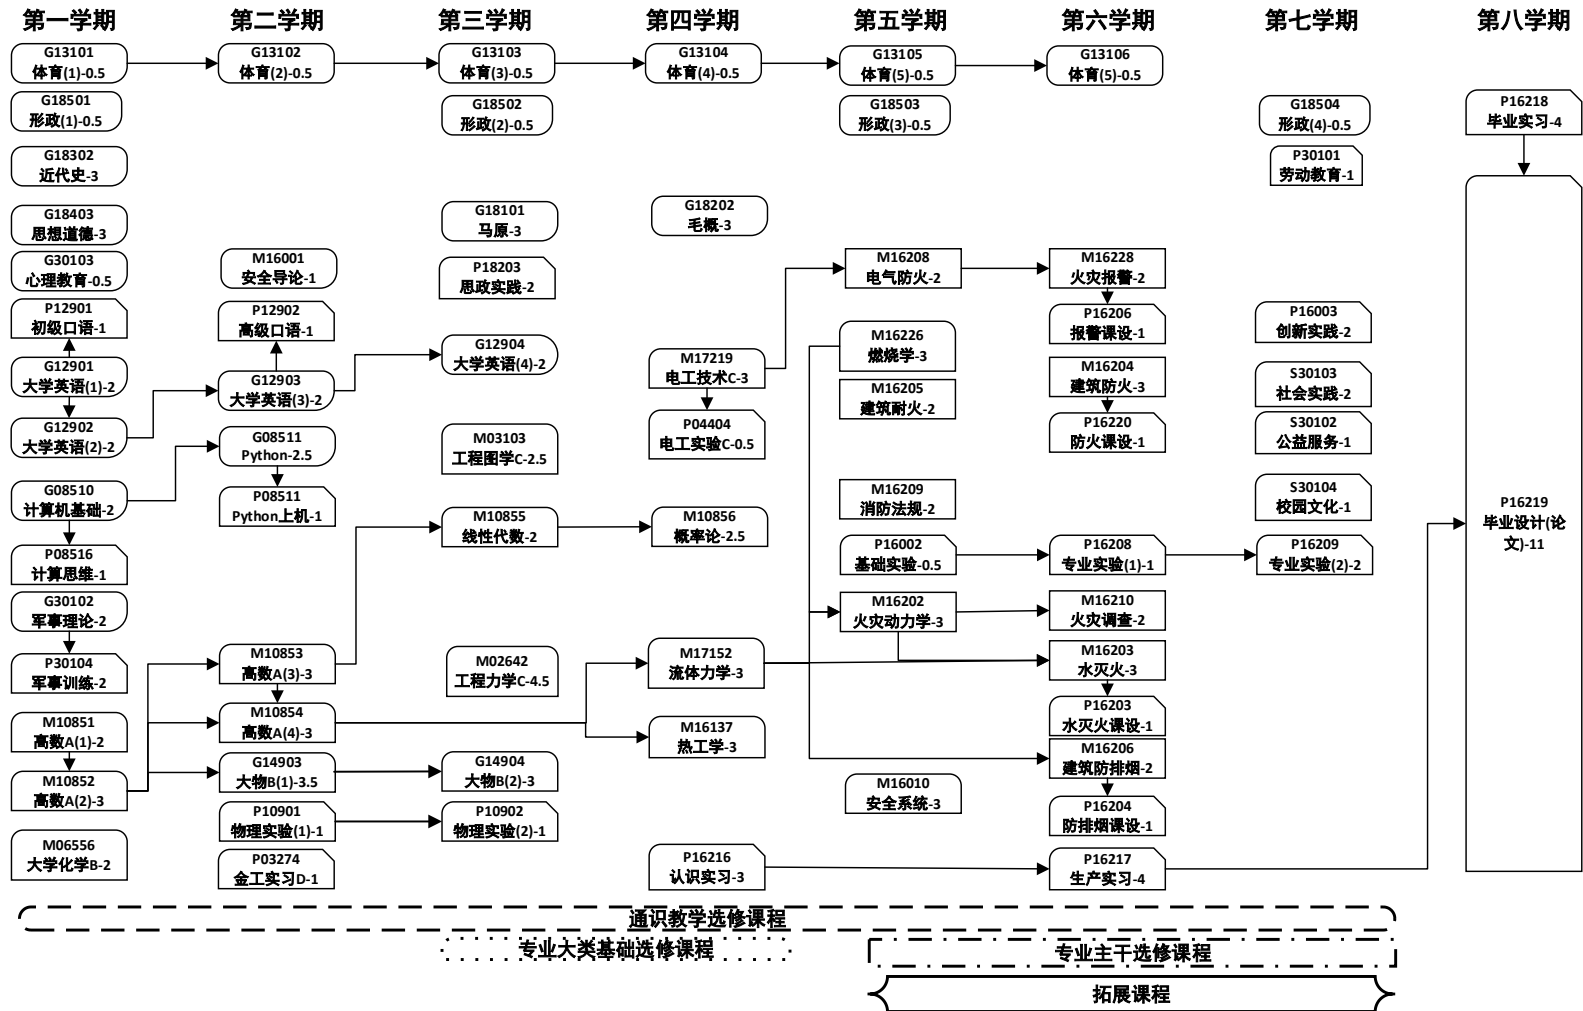 第一学期
第二学期
第三学期
第四学期
第五学期
第六学期
第七学期
第八学期
G13101
体育(1)-0.5
G18501
形政(1)-0.5
G18302
近代史-3
G18403
思想道德-3
G30103
心理教育-0.5
P12901
初级口语-1
G12901
大学英语(1)-2
G12902
大学英语(2)-2
G08510
计算机基础-2
P08516
计算思维-1
G30102
军事理论-2
P30104
军事训练-2
M10851
高数A(1)-2
M10852
高数A(2)-3
M06556
大学化学B-2
G13102
体育(2)-0.5
M16001
安全导论-1
P12902
高级口语-1
G12903
大学英语(3)-2
G08511
Python-2.5
P08511
Python上机-1
M10853
高数A(3)-3
M10854
高数A(4)-3
G14903
大物B(1)-3.5
P10901
物理实验(1)-1
P03274
金工实习D-1
G13103
体育(3)-0.5
G18502
形政(2)-0.5
G18101
马原-3
P18203
思政实践-2
G12904
大学英语(4)-2
M03103
工程图学C-2.5
M10855
线性代数-2
M02642
工程力学C-4.5
G14904
大物B(2)-3
P10902
物理实验(2)-1
G13104
体育(4)-0.5
G18202
毛概-3
M17219
电工技术C-3
P04404
电工实验C-0.5
M10856
概率论-2.5
M17152
流体力学-3
M16137
热工学-3
P16216
认识实习-3
G13105
体育(5)-0.5
G18503
形政(3)-0.5
M16208
电气防火-2
M16226
燃烧学-3
M16205
建筑耐火-2
M16209
消防法规-2
P16002
基础实验-0.5
M16202
火灾动力学-3
M16010
安全系统-3
G13106
体育(5)-0.5
M16228
火灾报警-2
P16206
报警课设-1
M16204
建筑防火-3
P16220
防火课设-1
P16208
专业实验(1)-1
M16210
火灾调查-2
M16203
水灭火-3
P16203
水灭火课设-1
M16206
建筑防排烟-2
P16204
防排烟课设-1
P16217
生产实习-4
G18504
形政(4)-0.5
P30101
劳动教育-1
P16003
创新实践-2
S30103
社会实践-2
S30102
公益服务-1
S30104
校园文化-1
P16209
专业实验(2)-2
P16218
毕业实习-4
P16219
毕业设计(论
文)-11
通识教学选修课程
专业大类基础选修课程
专业主干选修课程
拓展课程